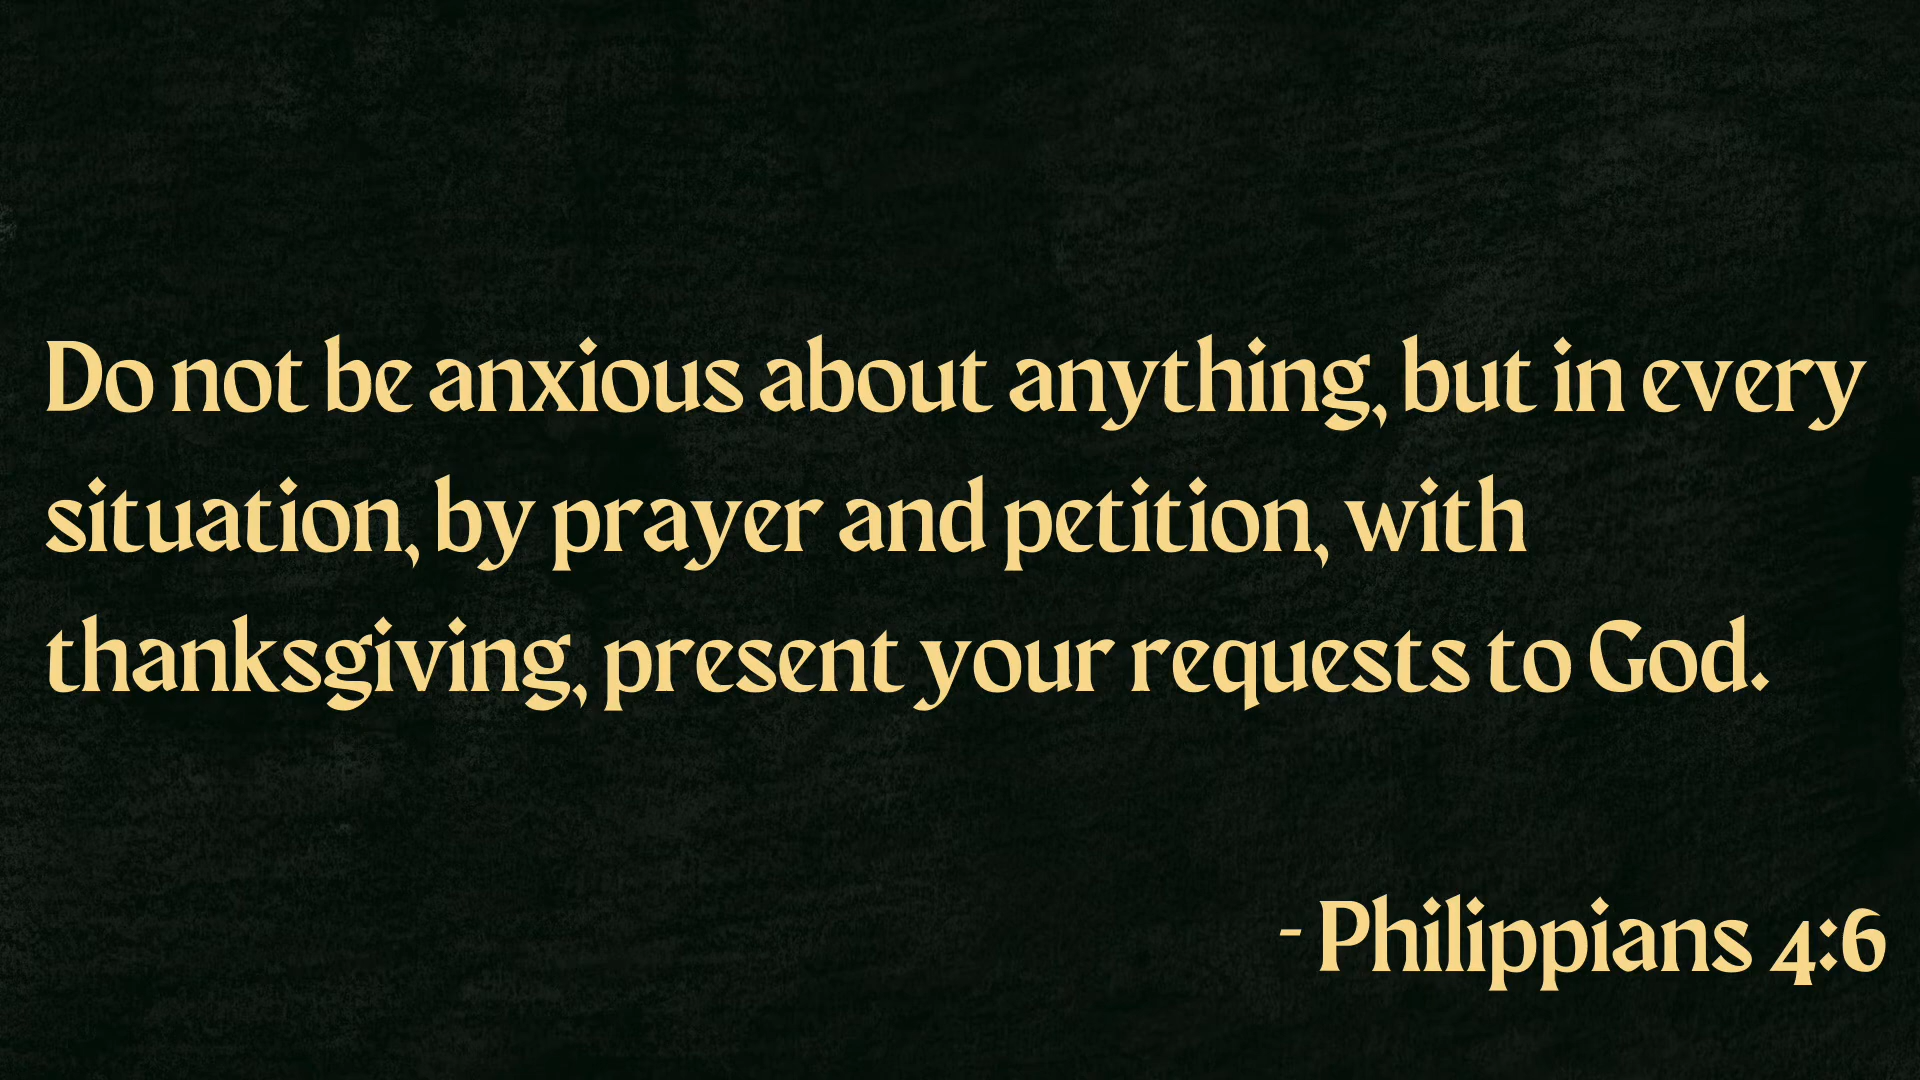 Do not be anxious about anything, but in every
situation, by prayer and petition, with
thanksgiving, present your requests to God.
- Philippians 4:6